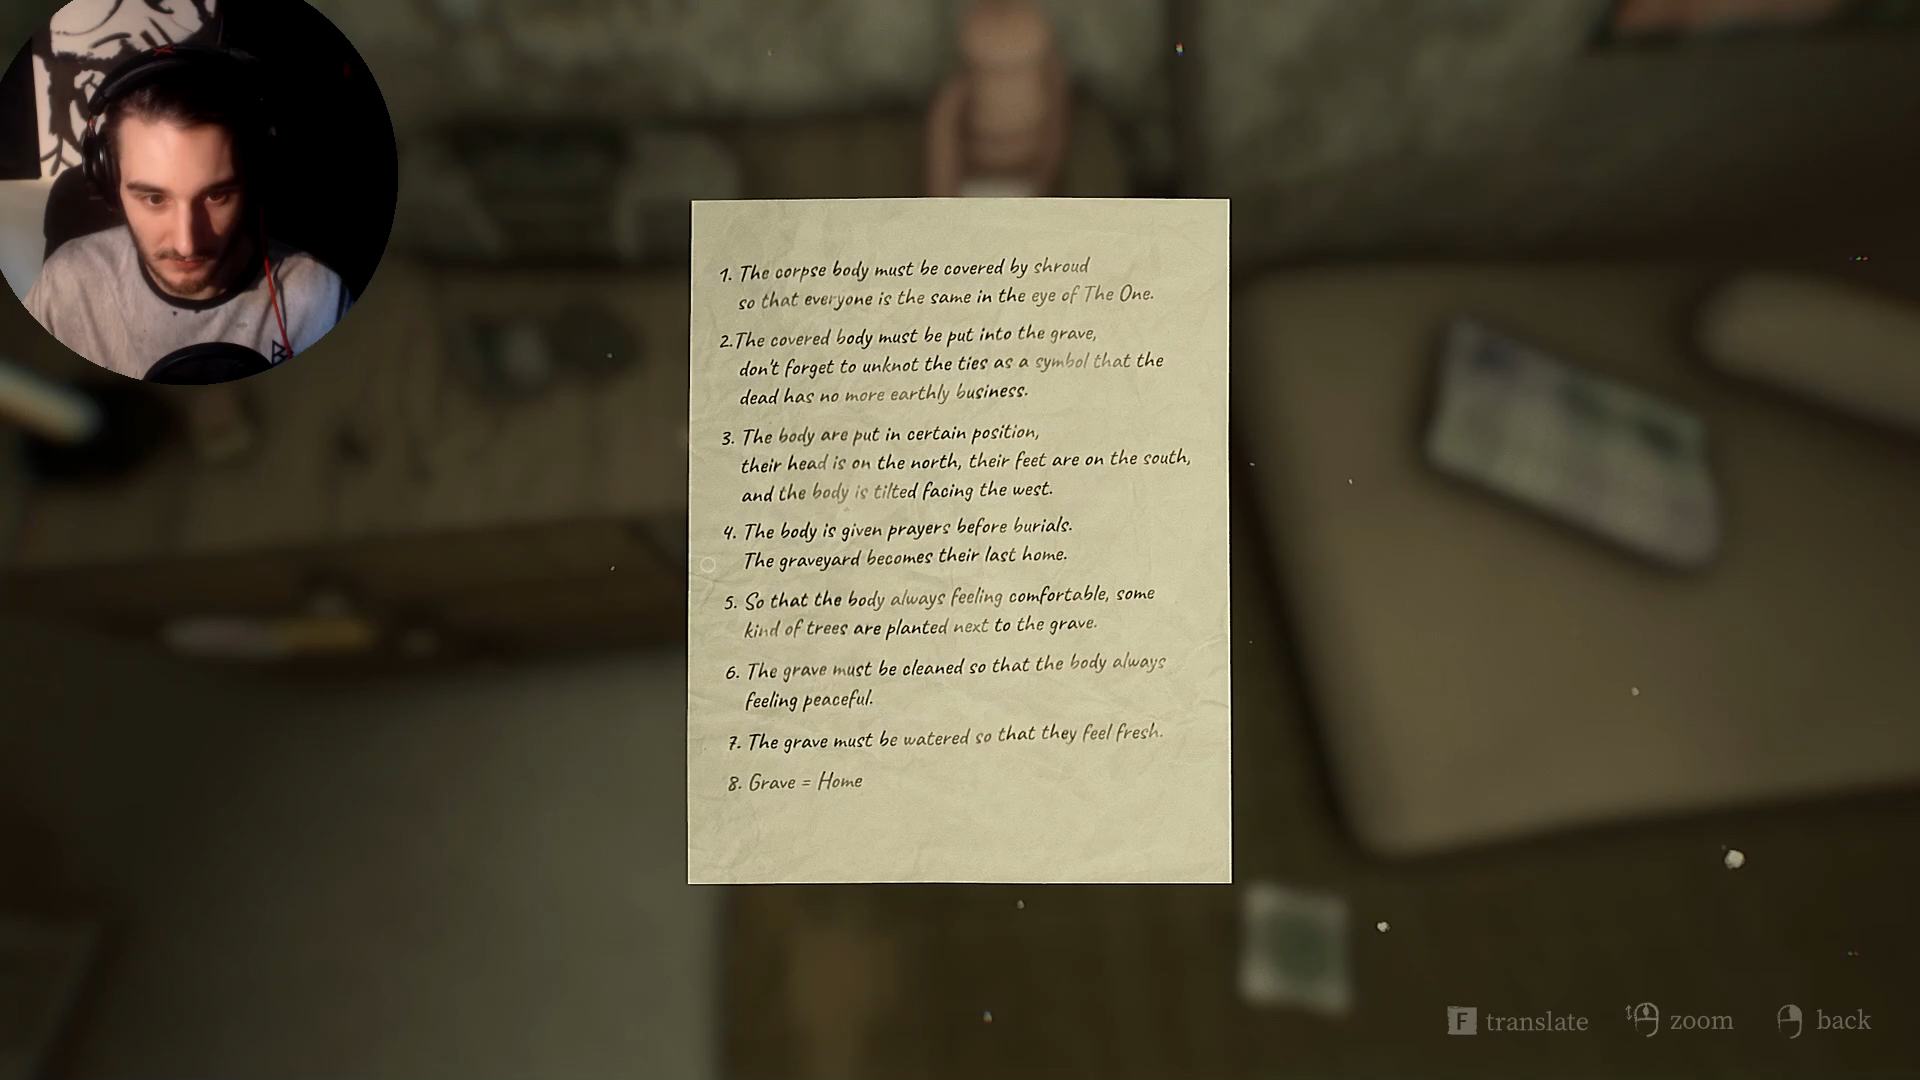 1. The corpse body must be covered by shroud
so that everyone is the same in the eye of The One.
2.The covered body must be put into the grave,
don't forget to unknot the ties as a symbol that the
dead has no more earthly business.
3. The body are put in certain position,
their head is on the north, their feet are on the south,
and the body is tilted facing the west.
4. The body is given prayers before burials.
The graveyard becomes their last home.
5. So that the body always feeling comfortable, some
kind of trees are planted next to the grave.
6. The grave must be cleaned so that the body always
feeling peaceful.
7. The grave must be watered so that they feel fresh.
8. Grave = Home
F translate zoom back